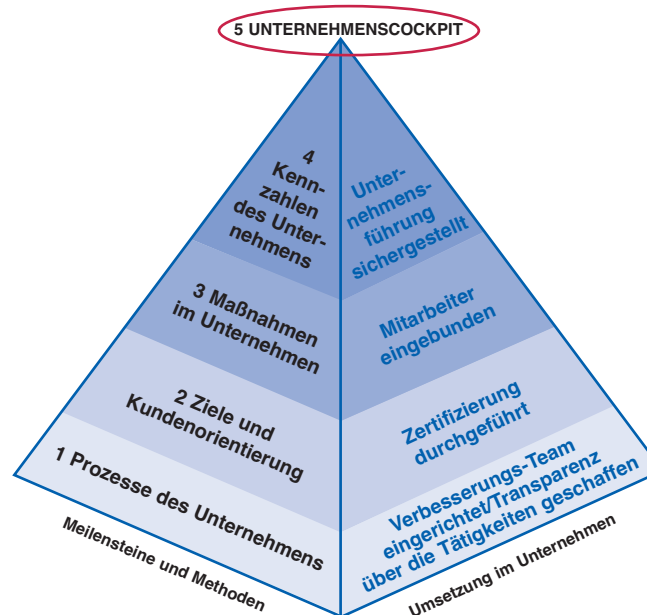 5 UNTERNEHMENSCOCKPIT
4
Kenn-
zahlen
des Unter-
nehmens
Unter-
nehmens-
führung
sichergestellt
3 Maßnahmen
im Unternehmen
Mitarbeiter
eingebunden
2 Ziele und
Kundenorientierung
Zertifizierung
durchgeführt
1 Prozesse des Unternehmens
Verbesserungs-Team
eingerichtet/Transparenz
über die Tätigkeiten geschaffen
Meilensteine und Methoden
Umsetzung im Unternehmen